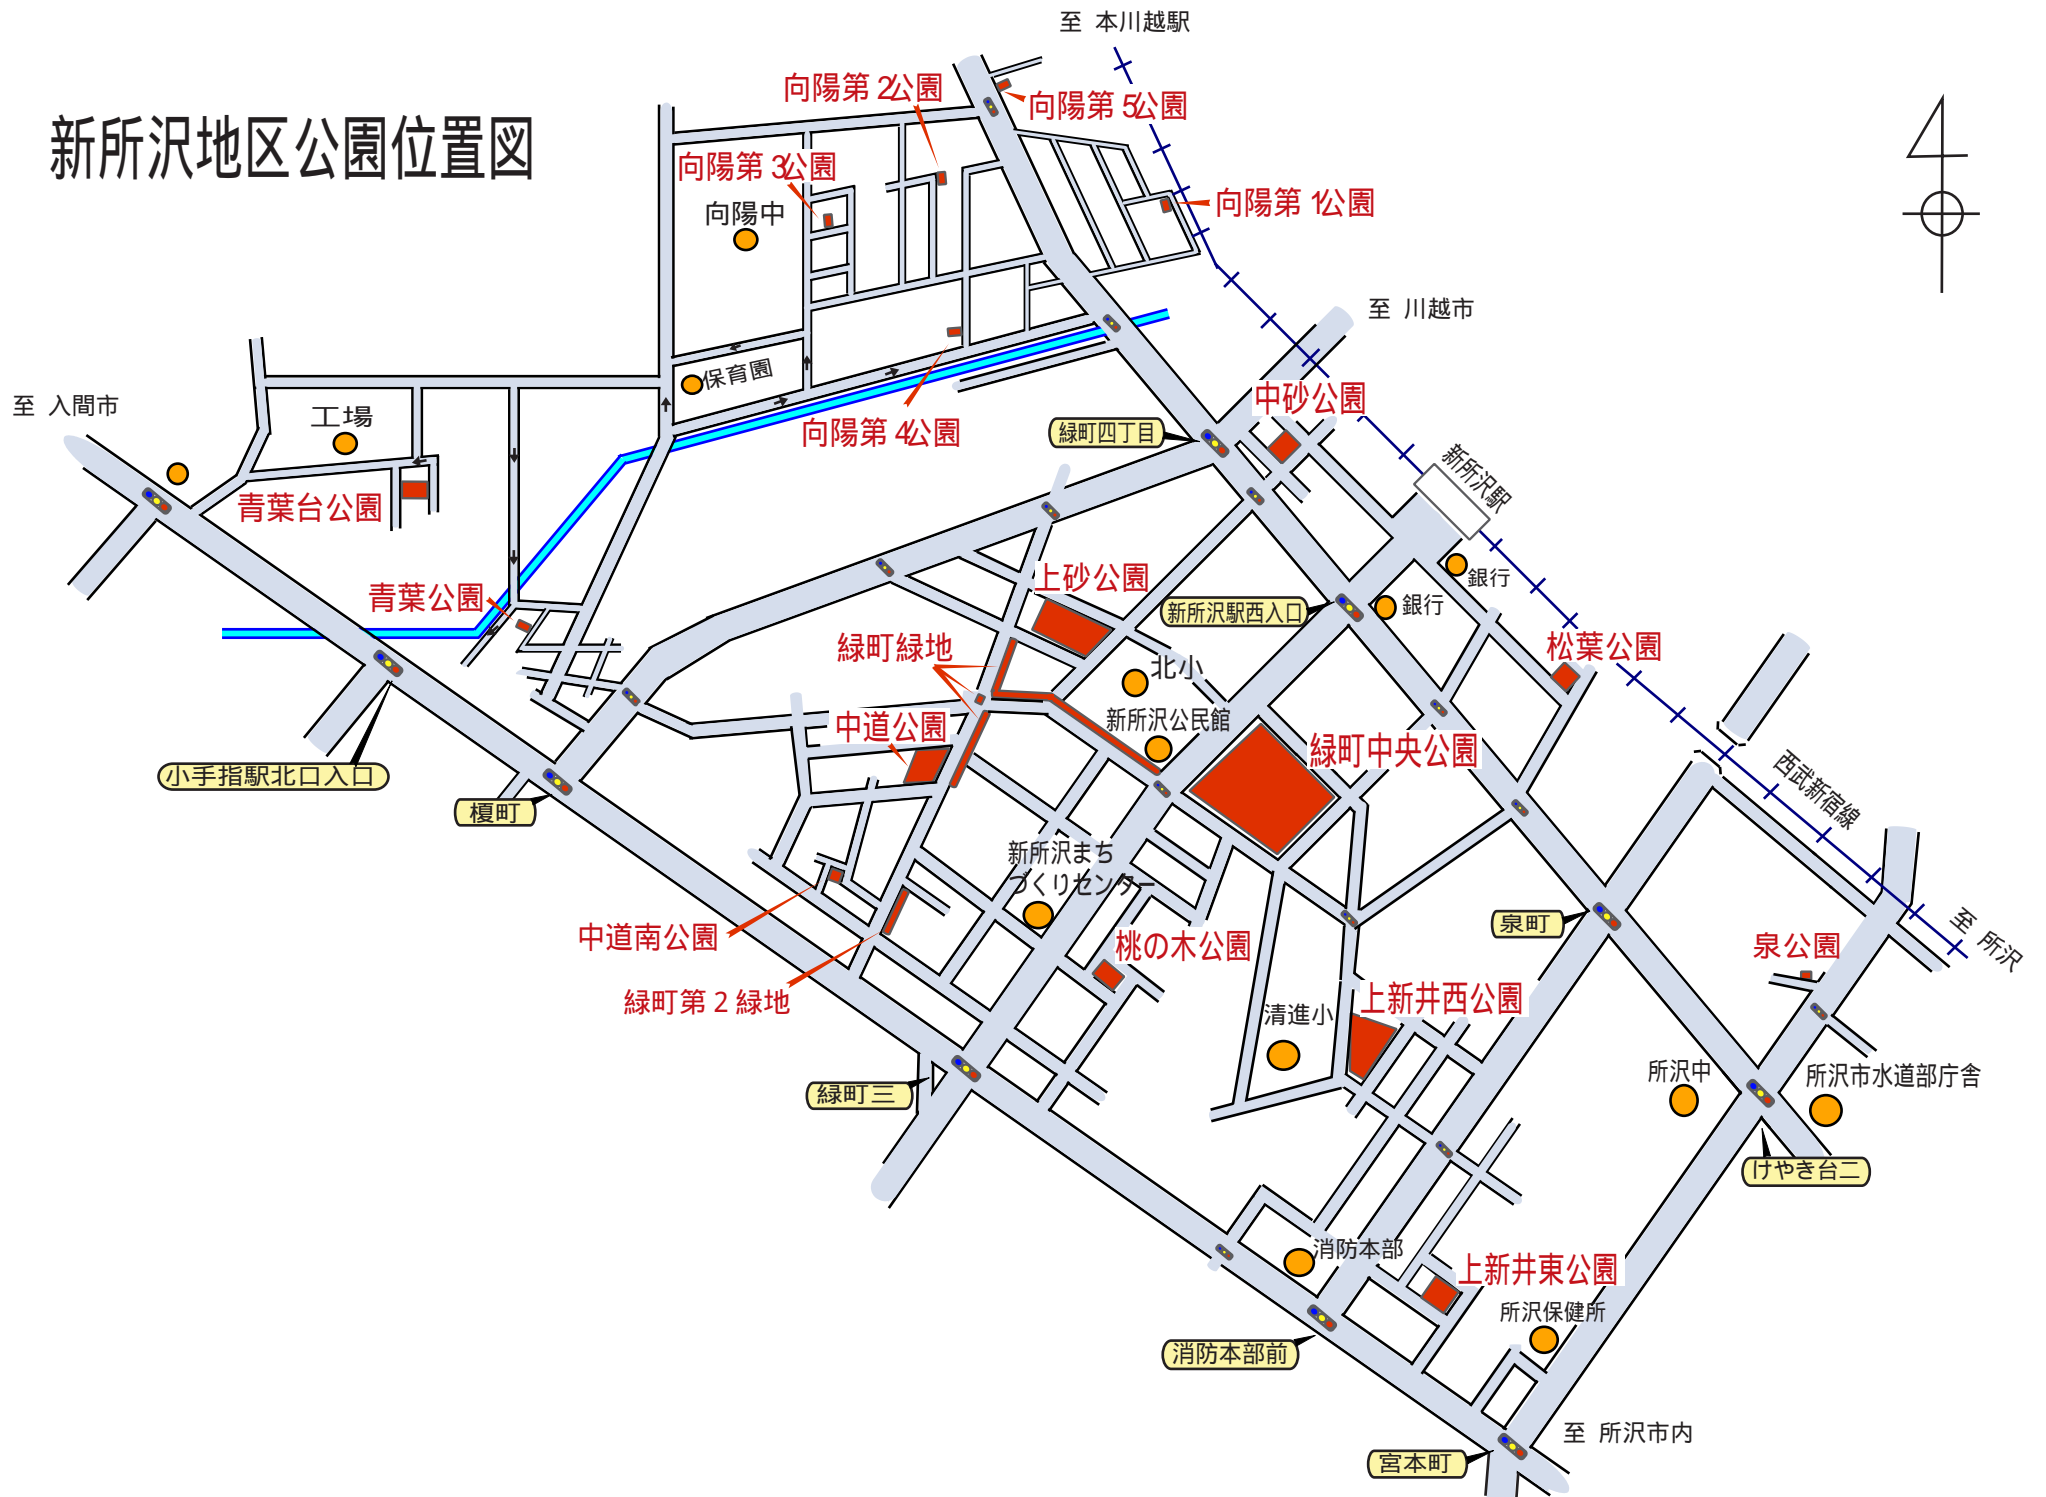 至 本川越駅
向陽第2公園
向陽第5公園
新所沢地区公園位置図
向陽第3公園
向陽中
向陽第1公園
至 川越市
保育園
至 入間市
工場
中砂公園
向陽第4公園
緑町四丁目
新所沢駅
青葉台公園
上砂公園
銀行
青葉公園
新所沢駅西入口
銀行
緑町緑地
北小
松葉公園
新所沢公民館
中道公園
緑町中央公園
小手指駅北口入口
西武新宿線
榎町
新所沢まち
づくりセンター
中道南公園
桃の木公園
泉町
泉公園
至 所沢
緑町第2緑地
上新井西公園
清進小
所沢中
所沢市水道部庁舎
緑町三
けやき台二
消防本部
上新井東公園
所沢保健所
消防本部前
至 所沢市内
宮本町